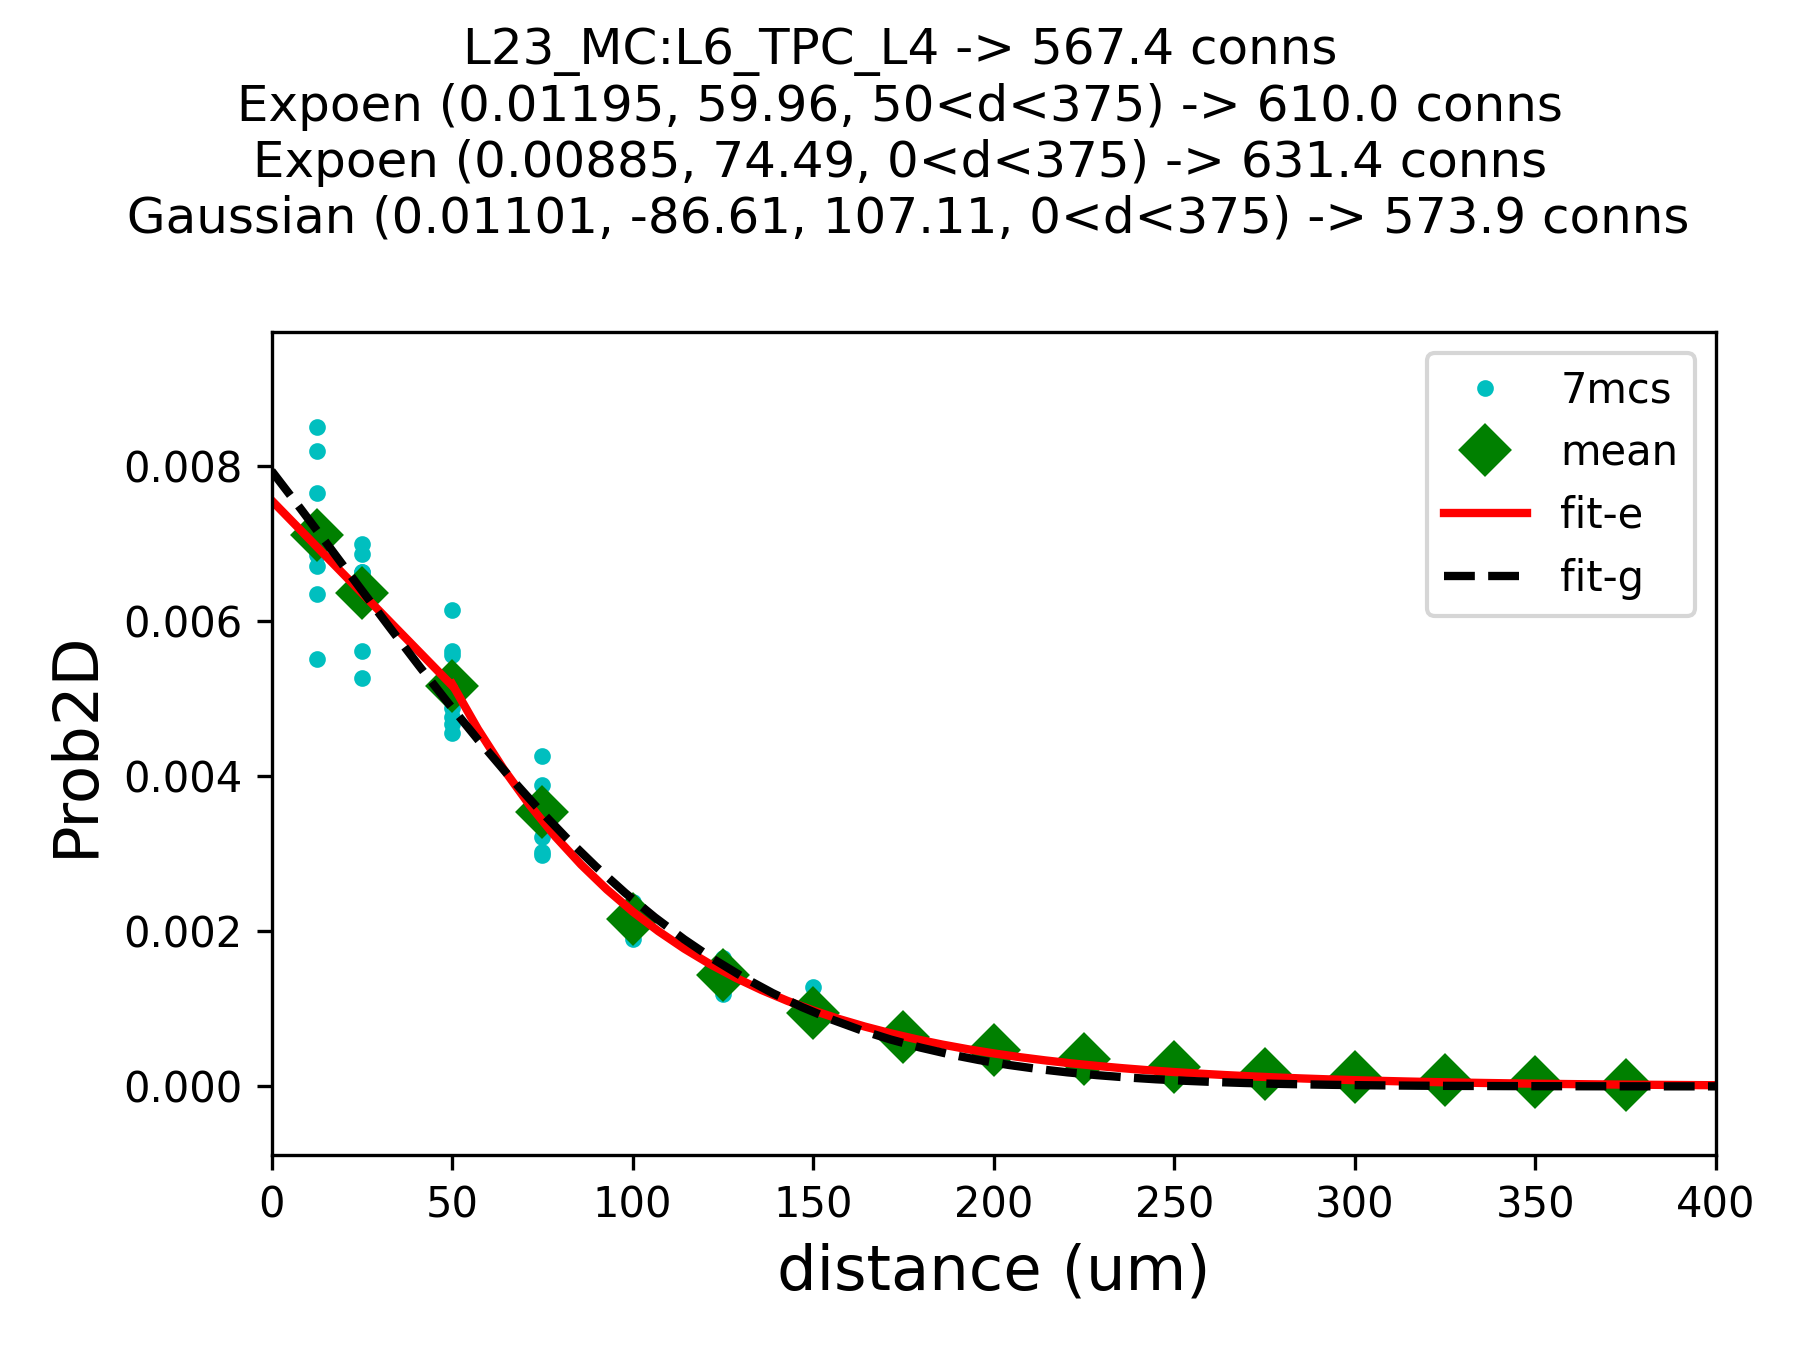 L23_MC:L6_TPC_L4 -> 567.4 conns
Expoen (0.01195, 59.96, 50<d<375) -> 610.0 conns
Expoen (0.00885, 74.49, 0<d<375) -> 631.4 conns
Gaussian (0.01101, -86.61, 107.11, 0<d<375) -> 573.9 conns
7mcs
mean
fit-e
fit-g
Prob2D
0.008
0.006
0.004
0.002
0.000
0 50 100 150 200 250 300 350 400
distance (um)